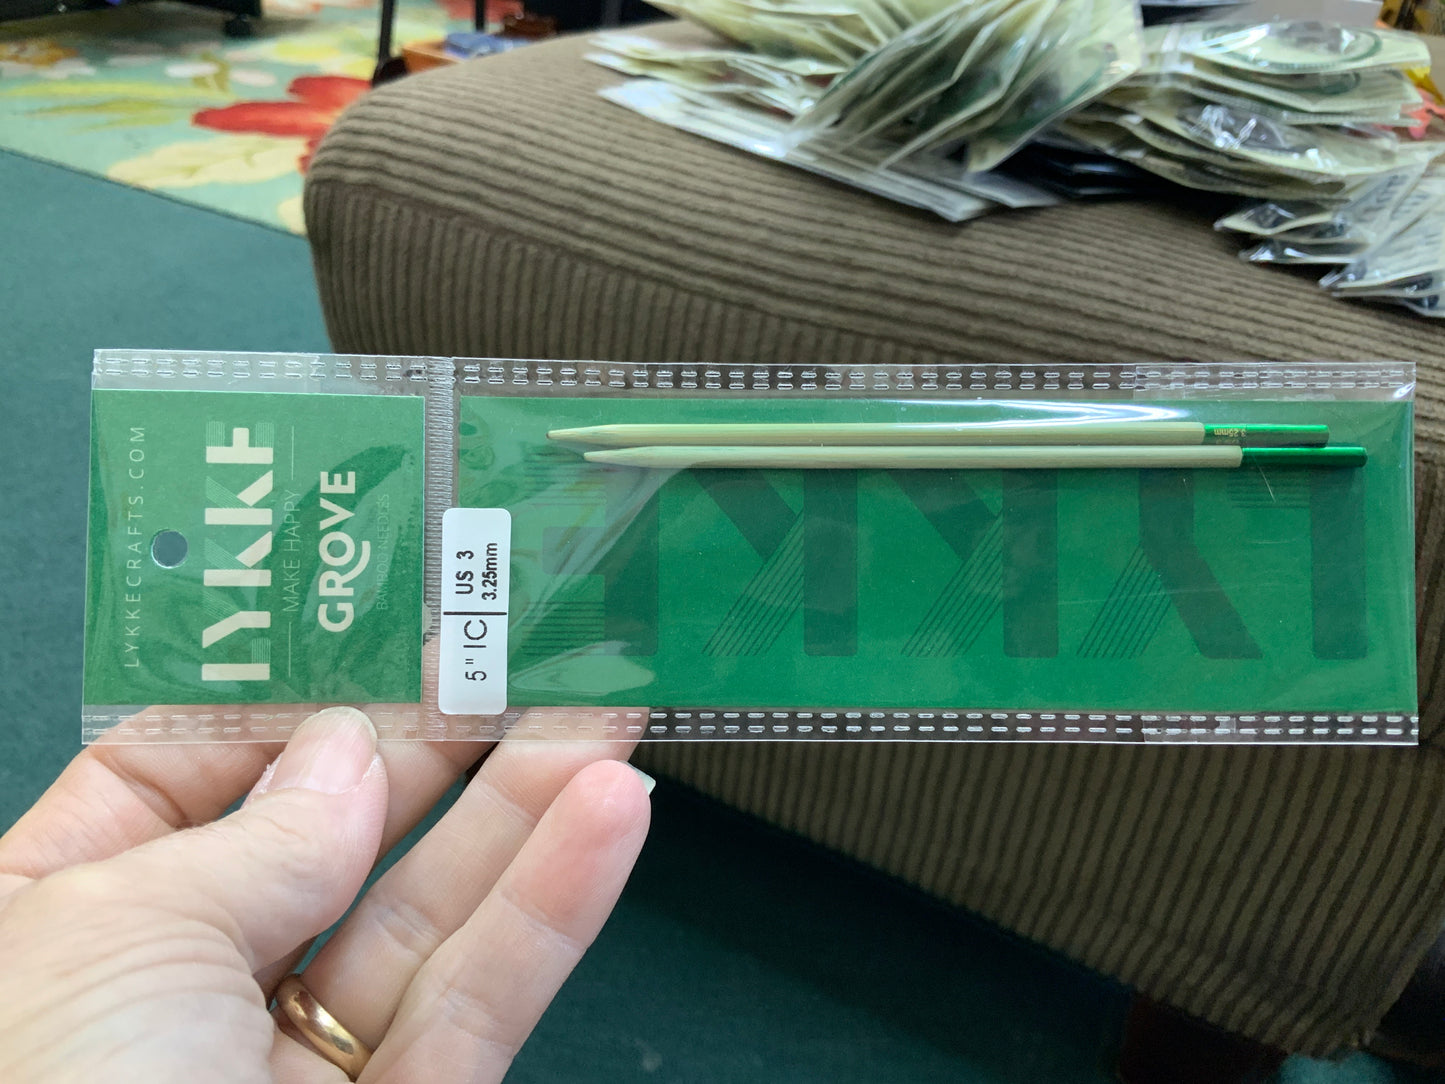 LYKKECRAFTS.COM
LYKKE
MAKE HAPPY
GROVE
BAMBOO NEEDLES
5" IC
US 3
3.25mm
3.25mm
LYKKE